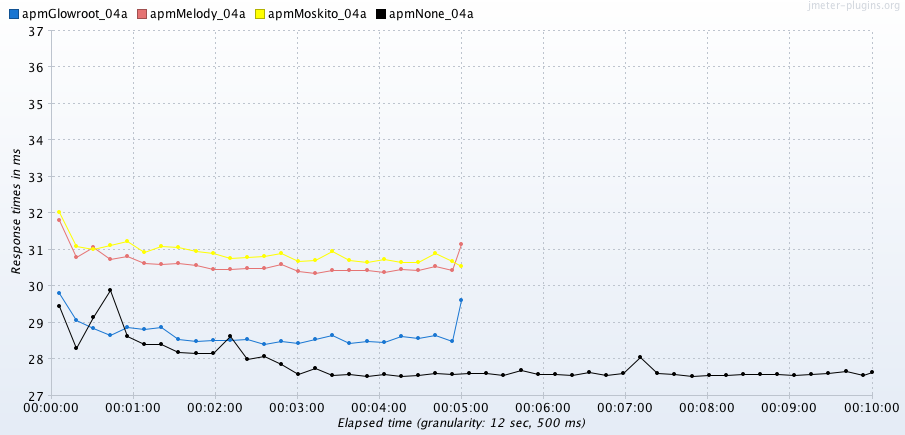 jmeter-plugins.org
apmGlowroot_04a apmMelody_04a apmMoskito_04a apmNone_04a
37
36
35
34
33
32
31
30
29
28
27
Response times in ms
00:00:00 00:01:00 00:02:00 00:03:00 00:04:00 00:05:00 00:06:00 00:07:00 00:08:00 00:09:00 00:10:00
Elapsed time (granularity: 12 sec, 500 ms)